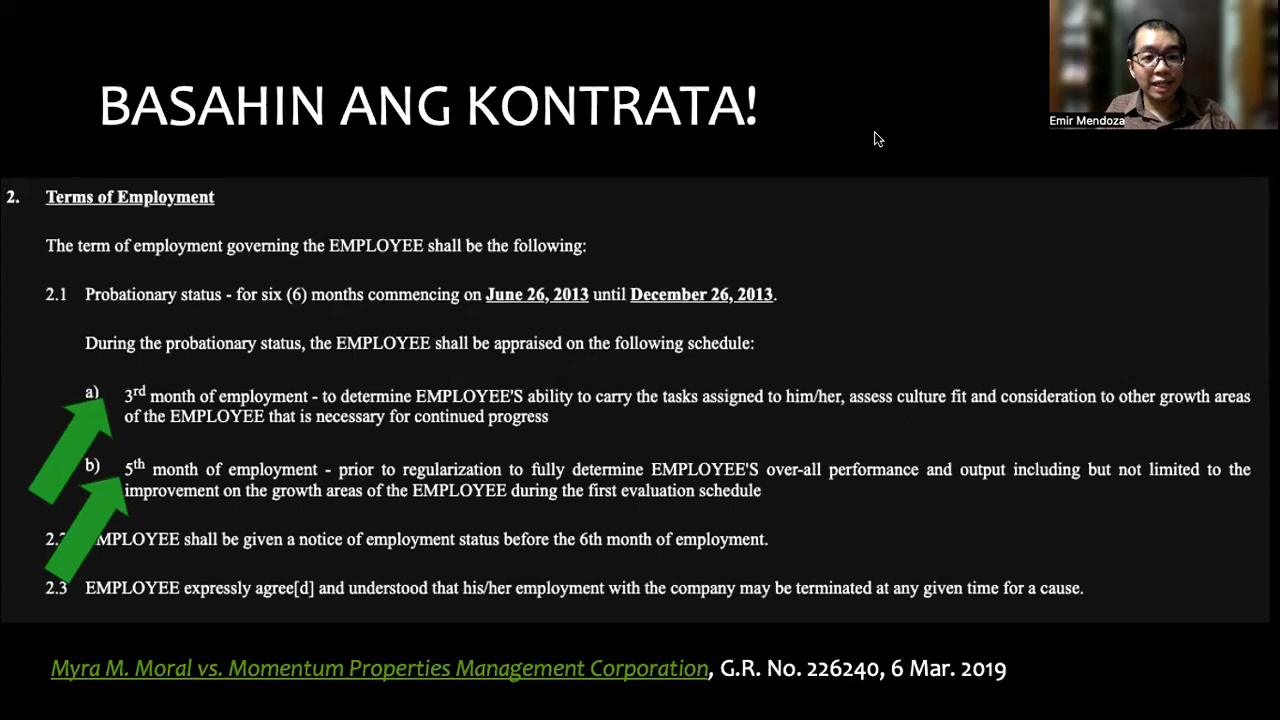 BASAHIN ANG KONTRATA!
Emir Mendoza
2. Terms of Employment
The term of employment governing the EMPLOYEE shall be the following:
2.1 Probationary status - for six (6) months commencing on June 26, 2013 until December 26, 2013.
During the probationary status, the EMPLOYEE shall be appraised on the following schedule:
a) 3rd month of employment - to determine EMPLOYEE'S ability to carry the tasks assigned to him/her, assess culture fit and consideration to other growth areas
of the EMPLOYEE that is necessary for continued progress
b) 5th month of employment - prior to regularization to fully determine EMPLOYEE'S over-all performance and output including but not limited to the
improvement on the growth areas of the EMPLOYEE during the first evaluation schedule
2.2 EMPLOYEE shall be given a notice of employment status before the 6th month of employment.
2.3 EMPLOYEE expressly agree[d] and understood that his/her employment with the company may be terminated at any given time for a cause.
Myra M. Moral vs. Momentum Properties Management Corporation, G.R. No. 226240, 6 Mar. 2019